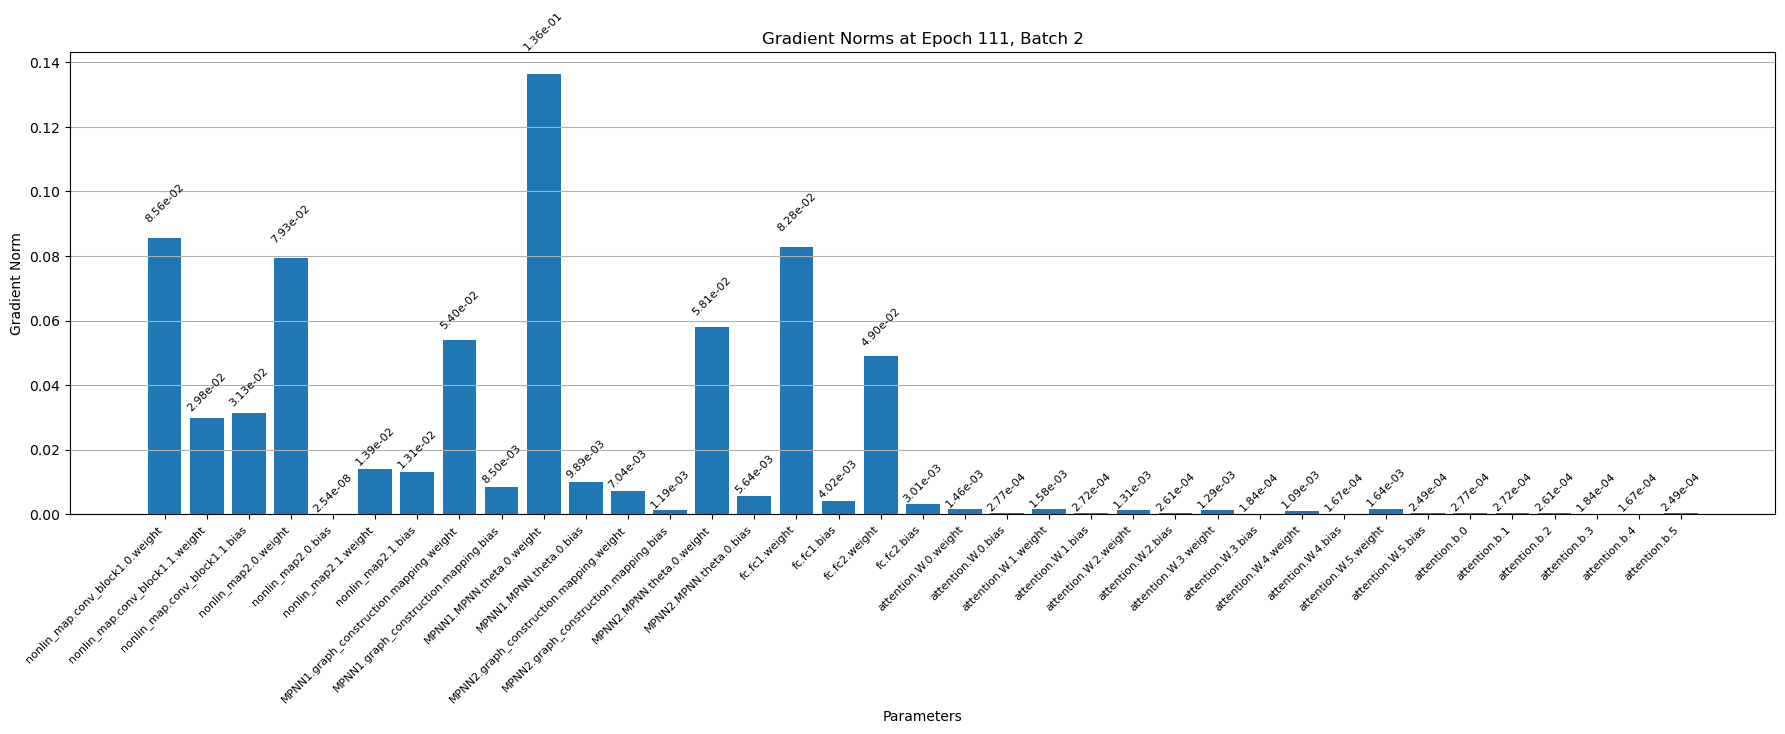 Gradient Norms at Epoch 111, Batch 2
Gradient Norm
0.14
0.12
0.10
0.08
0.06
0.04
0.02
0.00
8.56e-02
2.98e-02
3.13e-02
7.93e-02
2.54e-08
1.39e-02
1.31e-02
5.40e-02
8.50e-03
1.36e-01
9.89e-03
7.04e-03
1.19e-03
5.81e-02
5.64e-03
8.28e-02
4.02e-03
4.90e-02
3.01e-03
1.46e-03
2.77e-04
1.58e-03
2.72e-04
1.31e-03
2.61e-04
1.29e-03
1.84e-04
1.09e-03
1.67e-04
1.64e-03
2.49e-04
2.77e-04
2.72e-04
2.61e-04
1.84e-04
1.67e-04
2.49e-04
nonlin_map.conv_block1.0.weight
nonlin_map.conv_block1.1.weight
nonlin_map.conv_block1.1.bias
nonlin_map2.0.weight
nonlin_map2.0.bias
nonlin_map2.1.weight
nonlin_map2.1.bias
MPNN1.graph_construction.mapping.weight
MPNN1.graph_construction.mapping.bias
MPNN1.MPNN.theta.0.weight
MPNN1.MPNN.theta.0.bias
MPNN2.graph_construction.mapping.weight
MPNN2.graph_construction.mapping.bias
MPNN2.MPNN.theta.0.weight
MPNN2.MPNN.theta.0.bias
fc.fc1.weight
fc.fc1.bias
fc.fc2.weight
fc.fc2.bias
attention.W.0.weight
attention.W.0.bias
attention.W.1.weight
attention.W.1.bias
attention.W.2.weight
attention.W.2.bias
attention.W.3.weight
attention.W.3.bias
attention.W.4.weight
attention.W.4.bias
attention.W.5.weight
attention.W.5.bias
attention.b.0
attention.b.1
attention.b.2
attention.b.3
attention.b.4
attention.b.5
Parameters